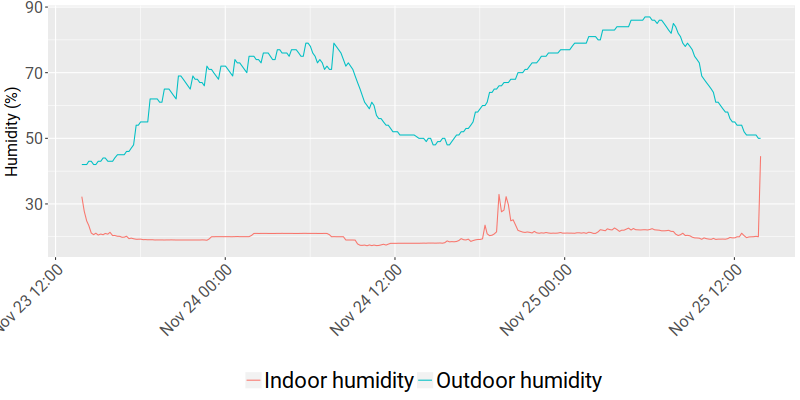 90
70
50
30
Humidity (%)
Nov 23 12:00
Nov 24 00:00
Nov 24 12:00
Nov 25 00:00
Nov 25 12:00
Indoor humidity
Outdoor humidity